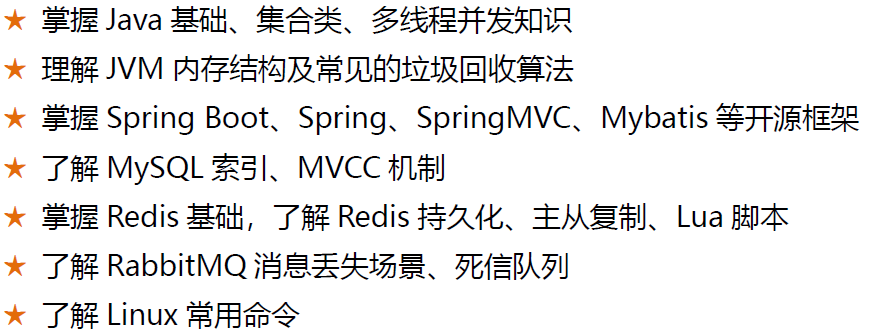 ★ 掌握 Java 基础、集合类、多线程并发知识
★ 理解 JVM 内存结构及常见的垃圾回收算法
★ 掌握 Spring Boot、Spring、SpringMVC、Mybatis 等开源框架
★ 了解 MySQL 索引、MVCC 机制
★ 掌握 Redis 基础，了解 Redis 持久化、主从复制、Lua 脚本
★ 了解 RabbitMQ 消息丢失场景、死信队列
★ 了解 Linux 常用命令